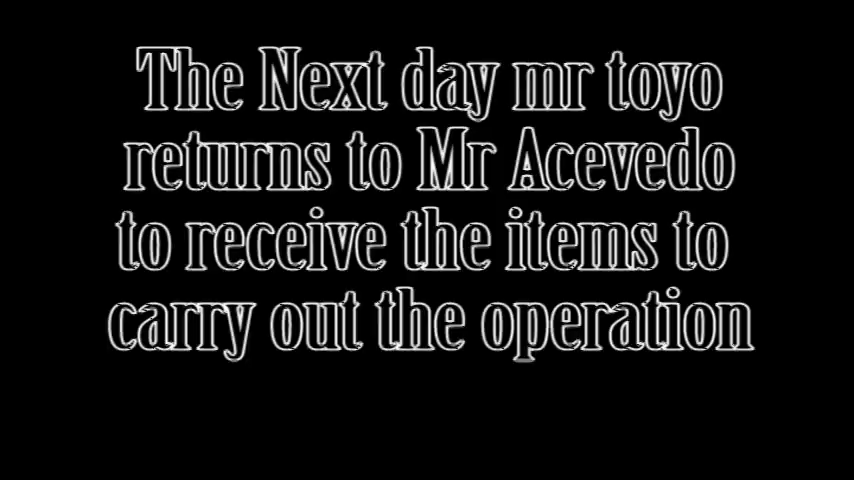 The Next day mr toyo
returns to Mr Acevedo
to receive the items to
carry out the operation